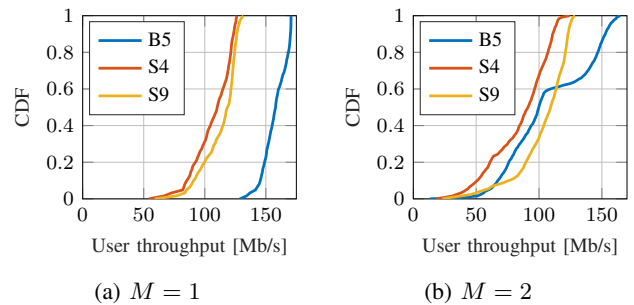 1
0.8
0.6
0.4
0.2
0
CDF
B5
S4
S9
0 50 100 150
User throughput [Mb/s]
(a) M = 1
1
0.8
0.6
0.4
0.2
0
CDF
B5
S4
S9
0 50 100 150
User throughput [Mb/s]
(b) M = 2